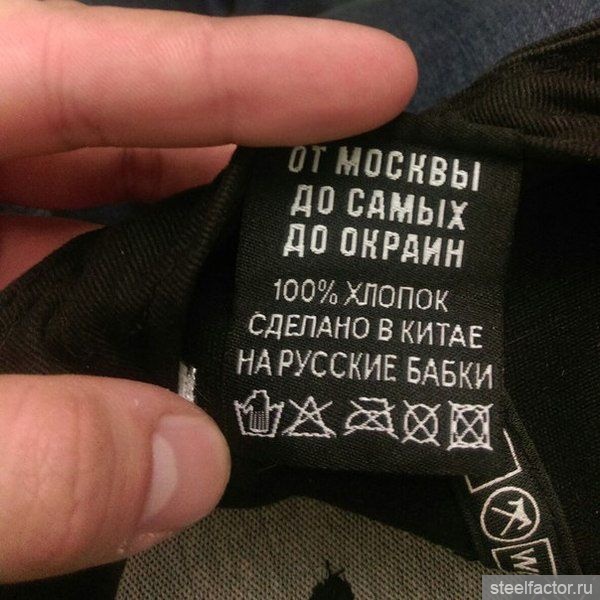 ОТ МОСКВЫ
ДО САМЫХ
ДО ОКРАИН
100% ХЛОПОК
СДЕЛАНО В КИТАЕ
НА РУССКИЕ БАБКИ
steelfactor.ru